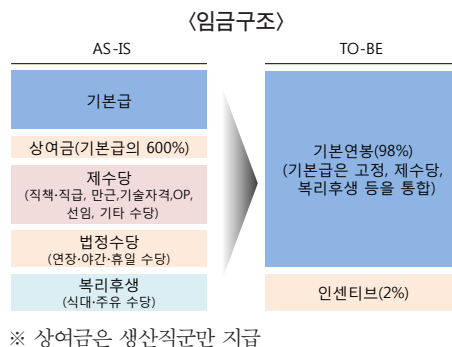 〈임금구조〉
AS-IS
기본급
상여금(기본급의 600%)
제수당
(직책·직급, 만근,기술자격,OP,
선임, 기타 수당)
법정수당
(연장·야간·휴일 수당)
복리후생
(식대·주유 수당)
TO-BE
기본연봉(98%)
(기본급은 고정, 제수당,
복리후생 등을 통합)
인센티브(2%)
※ 상여금은 생산직군만 지급